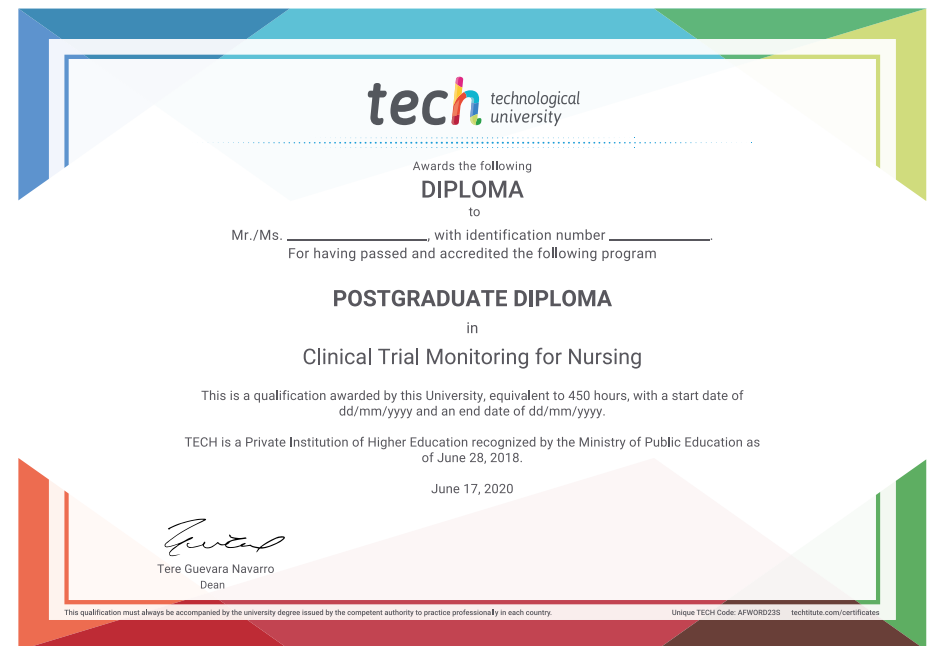 tech technological
university
Awards the following
DIPLOMA
to
Mr./Ms. ____________________, with identification number ______________.
For having passed and accredited the following program
POSTGRADUATE DIPLOMA
in
Clinical Trial Monitoring for Nursing
This is a qualification awarded by this University, equivalent to 450 hours, with a start date of
dd/mm/yyyy and an end date of dd/mm/yyyy.
TECH is a Private Institution of Higher Education recognized by the Ministry of Public Education as
of June 28, 2018.
June 17, 2020
Tere Guevara Navarro
Dean
This qualification must always be accompanied by the university degree issued by the competent authority to practice professionally in each country. Unique TECH Code: AFWORD23S techtitute.com/certificates